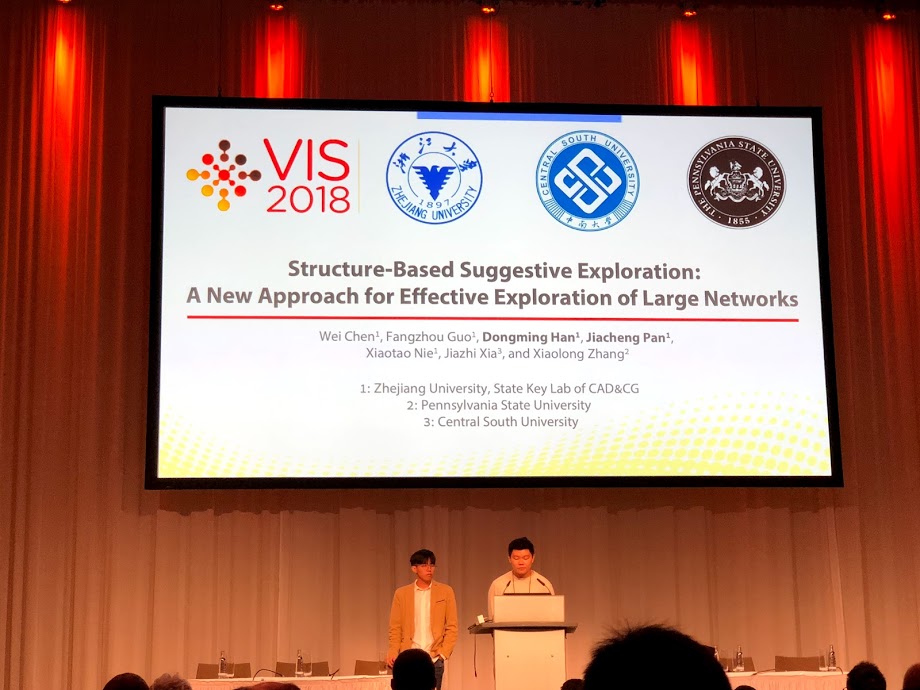 VIS
2018
浙江大学
ZHEJIANG UNIVERSITY
1897
CENTRAL SOUTH UNIVERSITY
中南大学
THE PENNSYLVANIA STATE UNIVERSITY
1855
Structure-Based Suggestive Exploration:
A New Approach for Effective Exploration of Large Networks
Wei Chen¹, Fangzhou Guo¹, Dongming Han¹, Jiacheng Pan¹,
Xiaotao Nie¹, Jiazhi Xia³, and Xiaolong Zhang²
1: Zhejiang University, State Key Lab of CAD&CG
2: Pennsylvania State University
3: Central South University